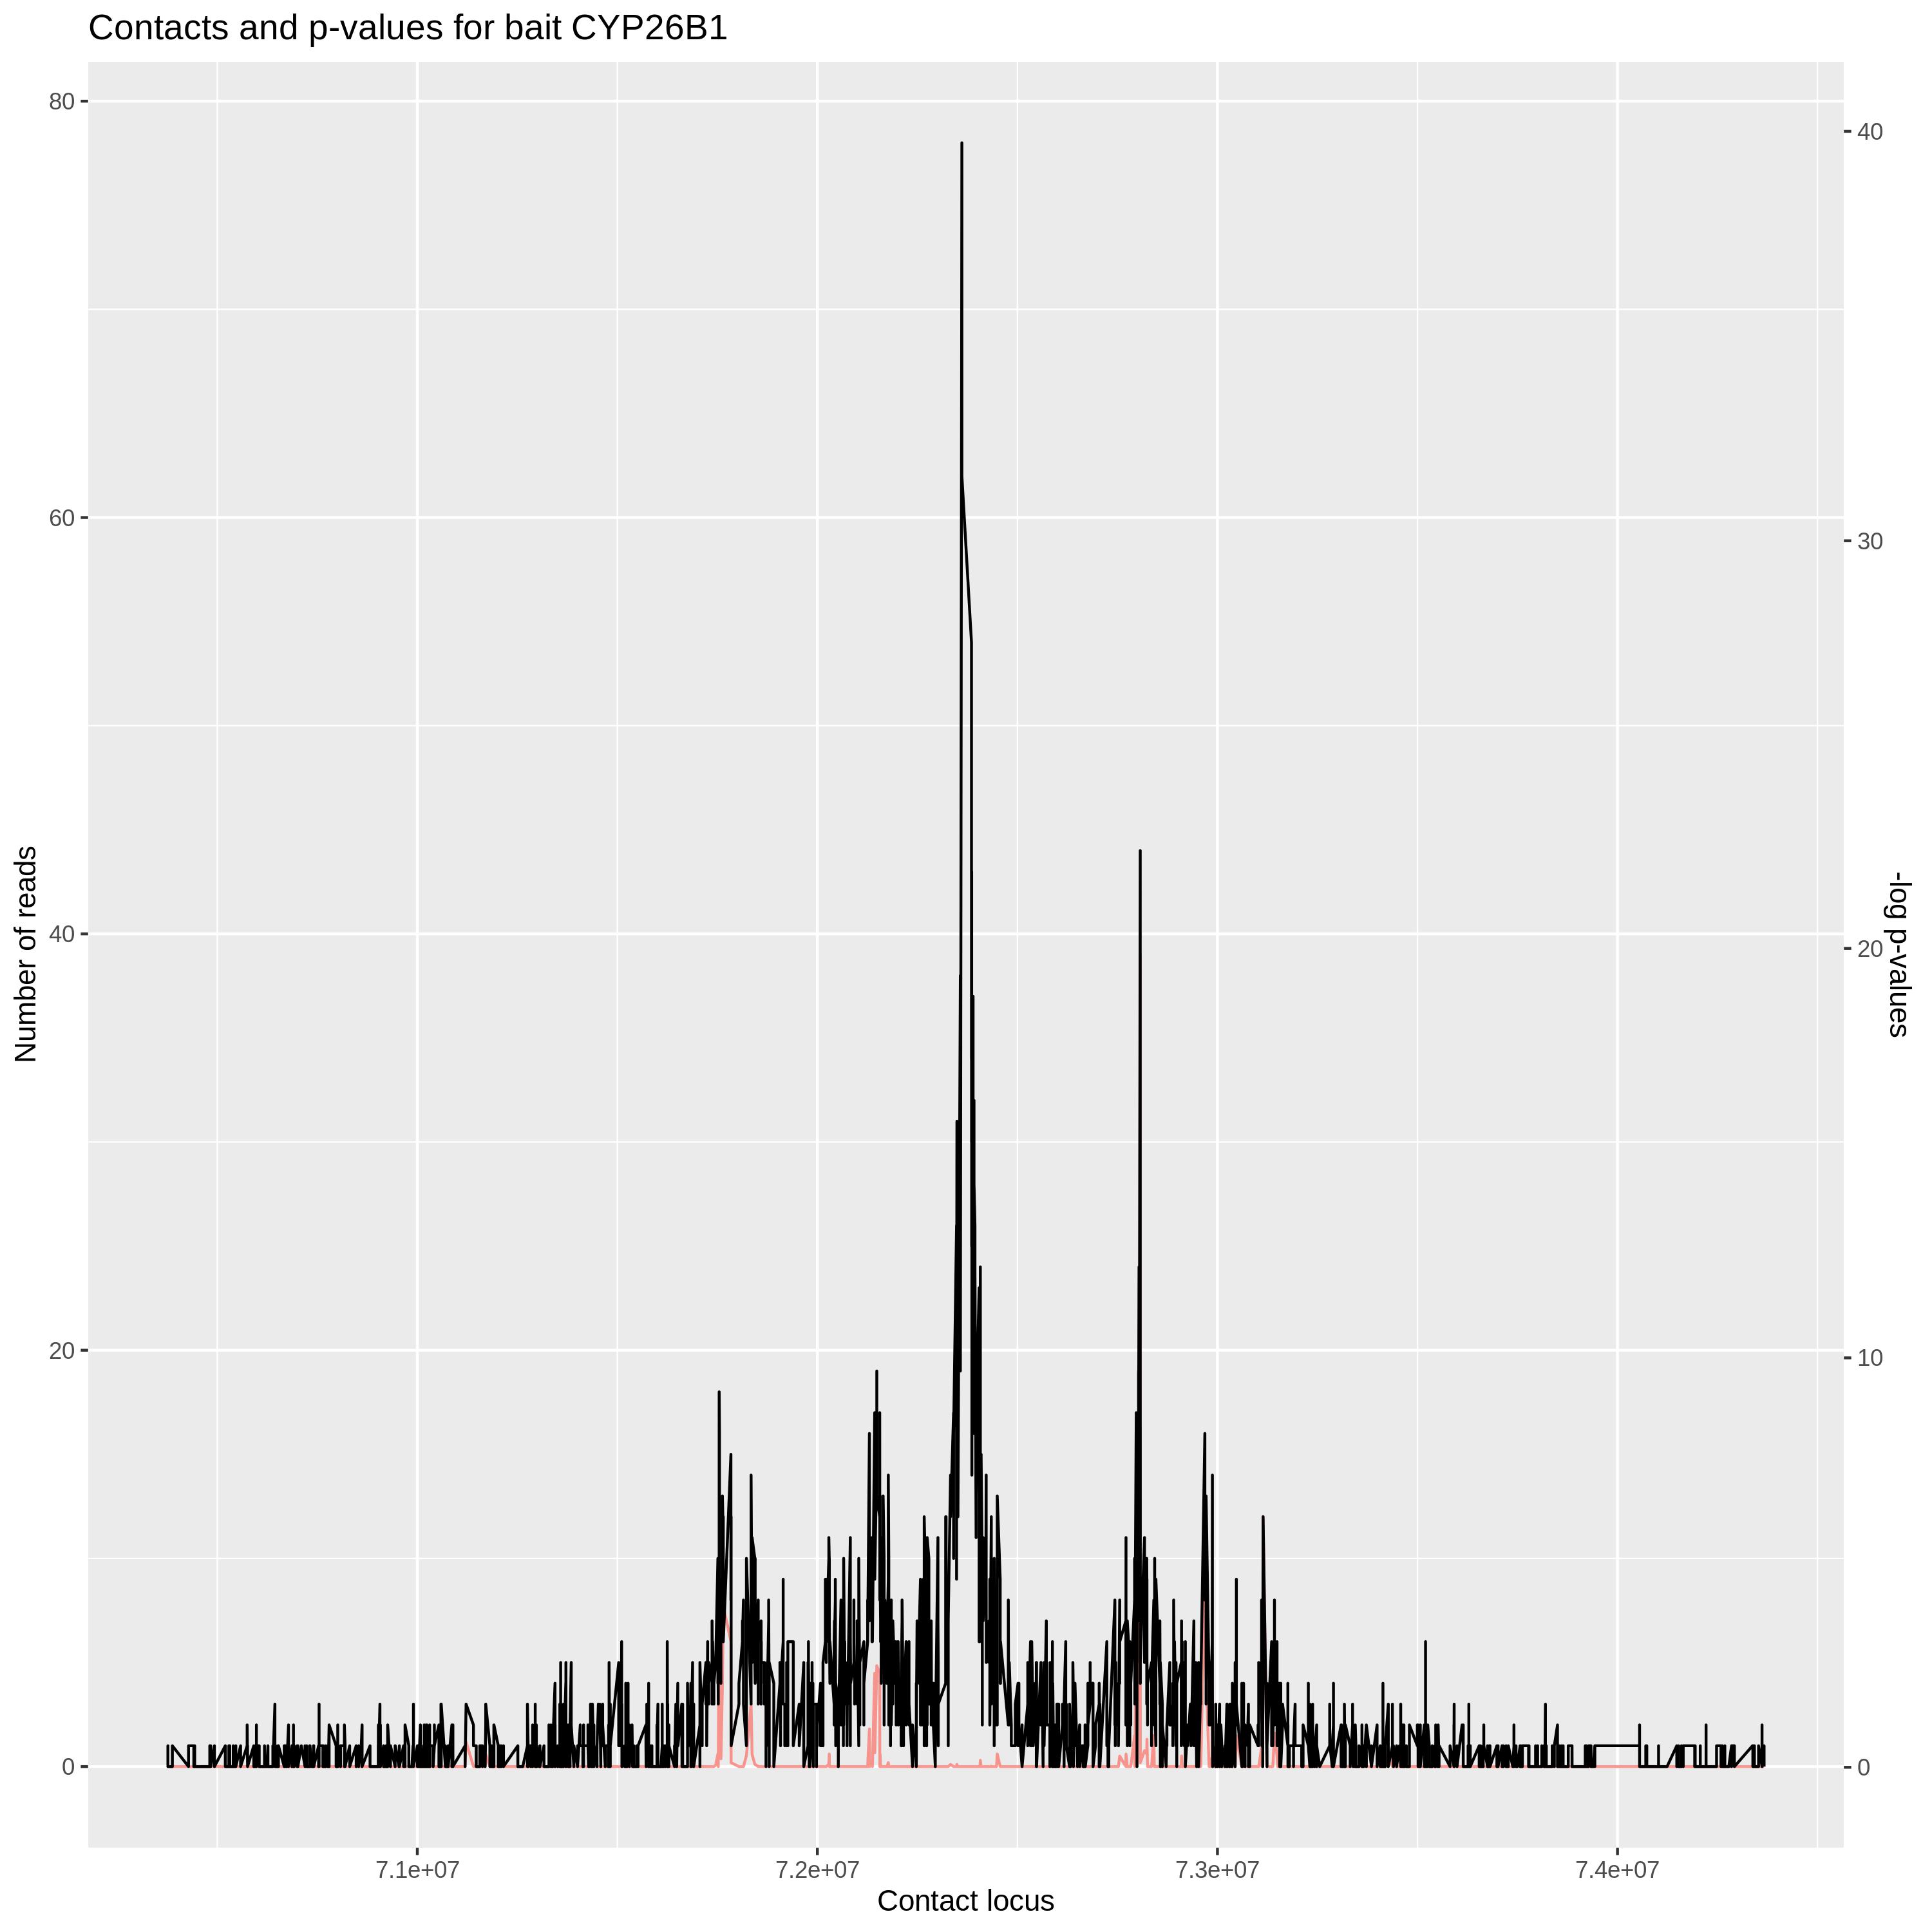 Contacts and p-values for bait CYP26B1
80
60
40
20
0
Number of reads
40
30
20
10
0
-log p-values
7.1e+07
7.2e+07
7.3e+07
7.4e+07
Contact locus